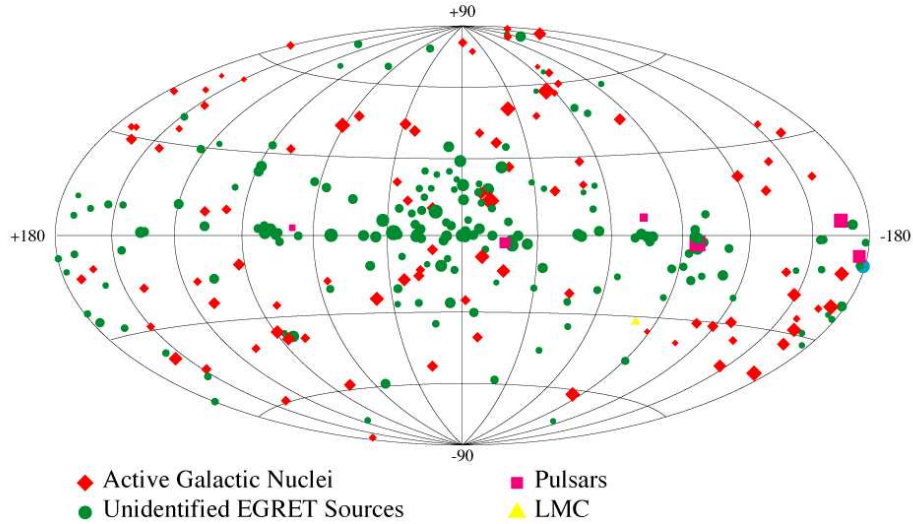 +90
+180
-180
-90
Active Galactic Nuclei
Pulsars
Unidentified EGRET Sources
LMC